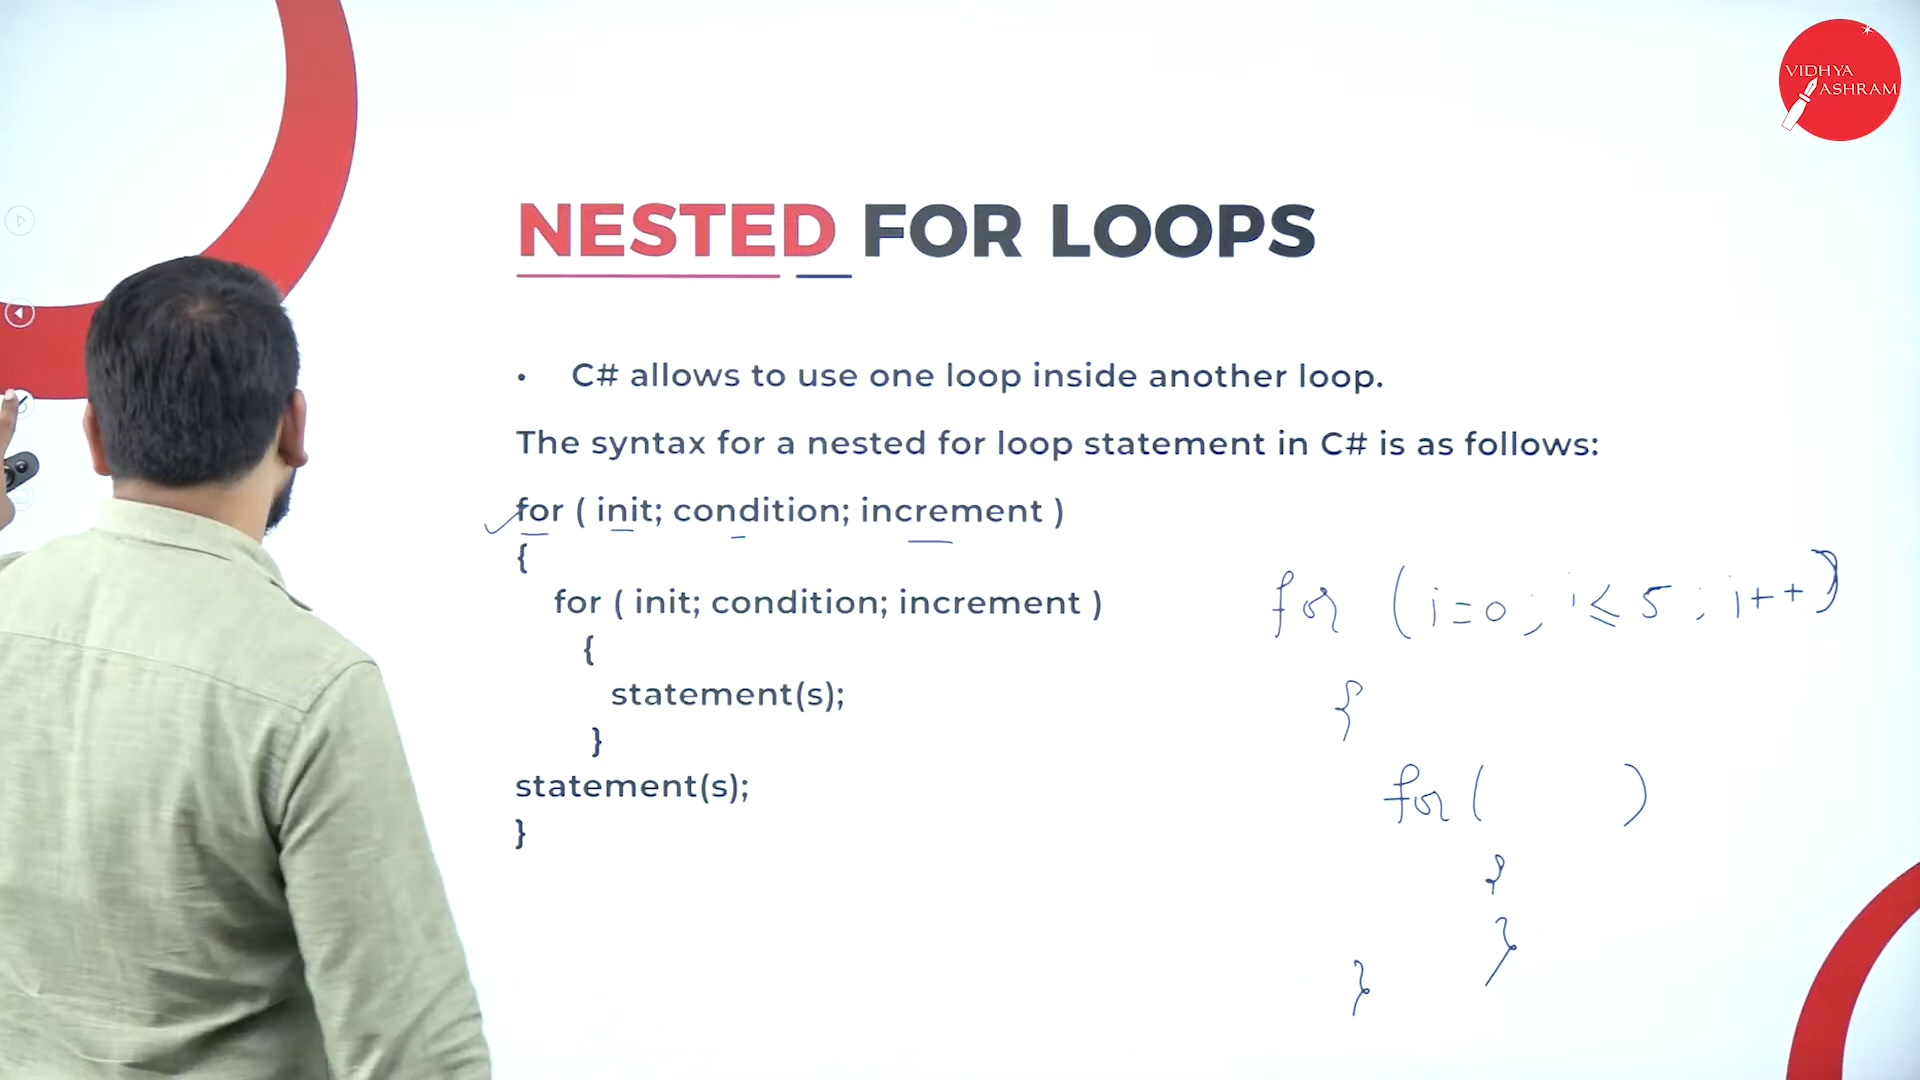 VIDHYA
ASHRAM
NESTED FOR LOOPS
• C# allows to use one loop inside another loop.
The syntax for a nested for loop statement in C# is as follows:
for ( init; condition; increment )
{
for ( init; condition; increment )
{
statement(s);
}
statement(s);
}
for (i=0; i≤5; i++)
{
for( )
{
}
}